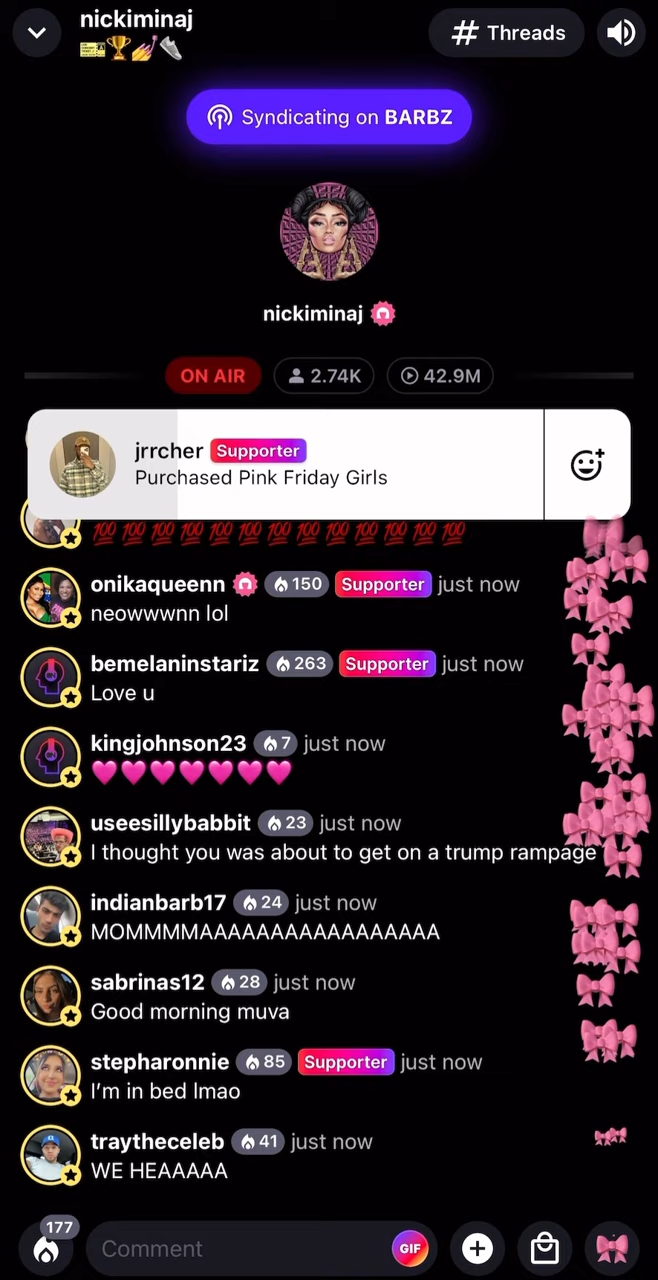 nickiminaj
# Threads
Syndicating on BARBZ
nickiminaj
ON AIR
2.74K
42.9M
jrrcher Supporter
Purchased Pink Friday Girls
💯💯💯💯💯💯💯💯💯💯💯💯💯
onikaqueenn 150 Supporter just now
neowwwnn lol
bemelaninstariz 263 Supporter just now
Love u
kingjohnson23 7 just now
🩷🩷🩷🩷🩷🩷🩷
useesillybabbit 23 just now
I thought you was about to get on a trump rampage
indianbarb17 24 just now
MOMMMMAAAAAAAAAAAAAAAAA
sabrinas12 28 just now
Good morning muva
stepharonnie 85 Supporter just now
I’m in bed lmao
traytheceleb 41 just now
WE HEAAAAA
177
Comment
GIF